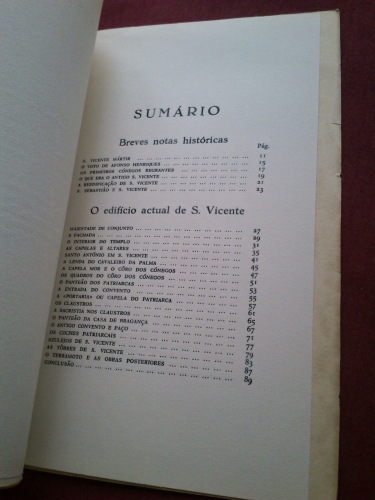 SUMÁRIO
Breves notas históricas
Pág.
S. VICENTE MÁRTIR ... 11
O VOTO DE AFONSO HENRIQUES ... 15
OS PRIMEIROS CÓNEGOS REGRANTES ... 17
O QUE ERA O ANTIGO S. VICENTE ... 19
A REEDIFICAÇÃO DE S. VICENTE ... 21
S. SEBASTIÃO E S. VICENTE ... 23
O edifício actual de S. Vicente
MAJESTADE DE CONJUNTO ... 27
A FACHADA ... 29
O INTERIOR DO TEMPLO ... 31
AS CAPELAS E ALTARES ... 35
SANTO ANTÓNIO EM S. VICENTE ... 41
A LENDA DO CAVALEIRO DA PALMA ... 45
A CAPELA MOR E O CÔRO DOS CÓNEGOS ... 47
OS QUADROS DO CÔRO DOS CÓNEGOS ... 51
O PANTEÃO DOS PATRIARCAS ... 53
A ENTRADA DO CONVENTO ... 55
A «PORTARIA» OU CAPELA DO PATRIARCA ... 57
OS CLAUSTROS ... 61
A SACRISTIA NOS CLAUSTROS ... 65
O PANTEÃO DA CASA DE BRAGANÇA ... 67
O ANTIGO CONVENTO E PAÇO ... 71
OS COCHES PATRIARCAIS ... 77
AZULEJOS DE S. VICENTE ... 79
AS TÔRRES DE S. VICENTE ... 83
O TERRAMOTO E AS OBRAS POSTERIORES ... 87
CONCLUSÃO ... 89